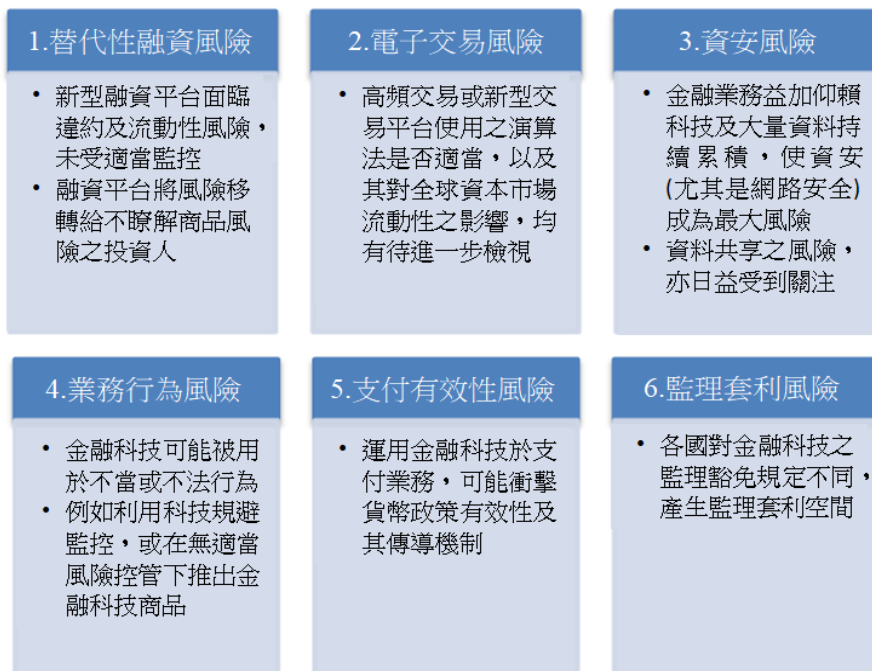 1.替代性融資風險
• 新型融資平台面臨
違約及流動性風險，
未受適當監控
• 融資平台將風險移
轉給不瞭解商品風
險之投資人
2.電子交易風險
• 高頻交易或新型交
易平台使用之演算
法是否適當，以及
其對全球資本市場
流動性之影響，均
有待進一步檢視
3.資安風險
• 金融業務益加仰賴
科技及大量資料持
續累積，使資安
(尤其是網路安全)
成為最大風險
• 資料共享之風險，
亦日益受到關注
4.業務行為風險
• 金融科技可能被用
於不當或不法行為
• 例如利用科技規避
監控，或在無適當
風險控管下推出金
融科技商品
5.支付有效性風險
• 運用金融科技於支
付業務，可能衝擊
貨幣政策有效性及
其傳導機制
6.監理套利風險
• 各國對金融科技之
監理豁免規定不同，
產生監理套利空間